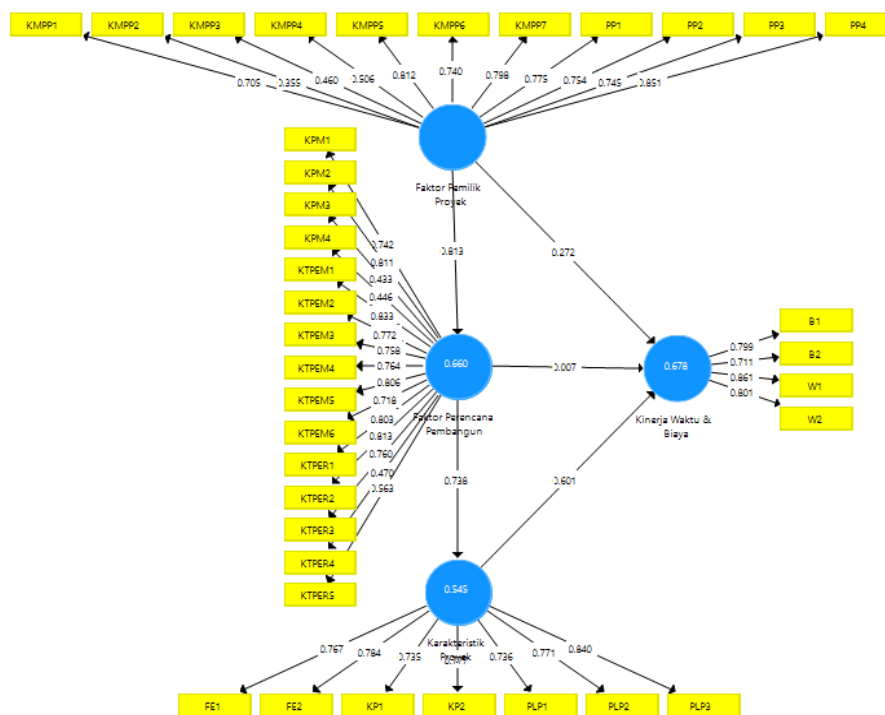 KMPP1 KMPP2 KMPP3 KMPP4 KMPP5 KMPP6 KMPP7 PP1 PP2 PP3 PP4
0.705 0.355 0.460 0.506 0.812 0.740 0.798 0.775 0.754 0.745 0.851
KPM1
KPM2
KPM3
KPM4
KTPEM1
KTPEM2
KTPEM3
KTPEM4
KTPEM5
KTPEM6
KTPER1
KTPER2
KTPER3
KTPER4
KTPER5
0.742
0.811
0.433
0.446
0.833
0.772
0.758
0.764
0.806
0.718
0.803
0.813
0.760
0.470
0.563
Faktor Pemilik
Proyek
0.813
0.272
0.660
Faktor Perencana
Pembangun
0.007
0.678
Kinerja Waktu &
Biaya
0.799
0.711
0.861
0.801
B1
B2
W1
W2
0.738
0.601
0.545
Karakteristik
Proyek
0.767 0.784 0.735 0.736 0.771 0.840
FE1 FE2 KP1 KP2 PLP1 PLP2 PLP3